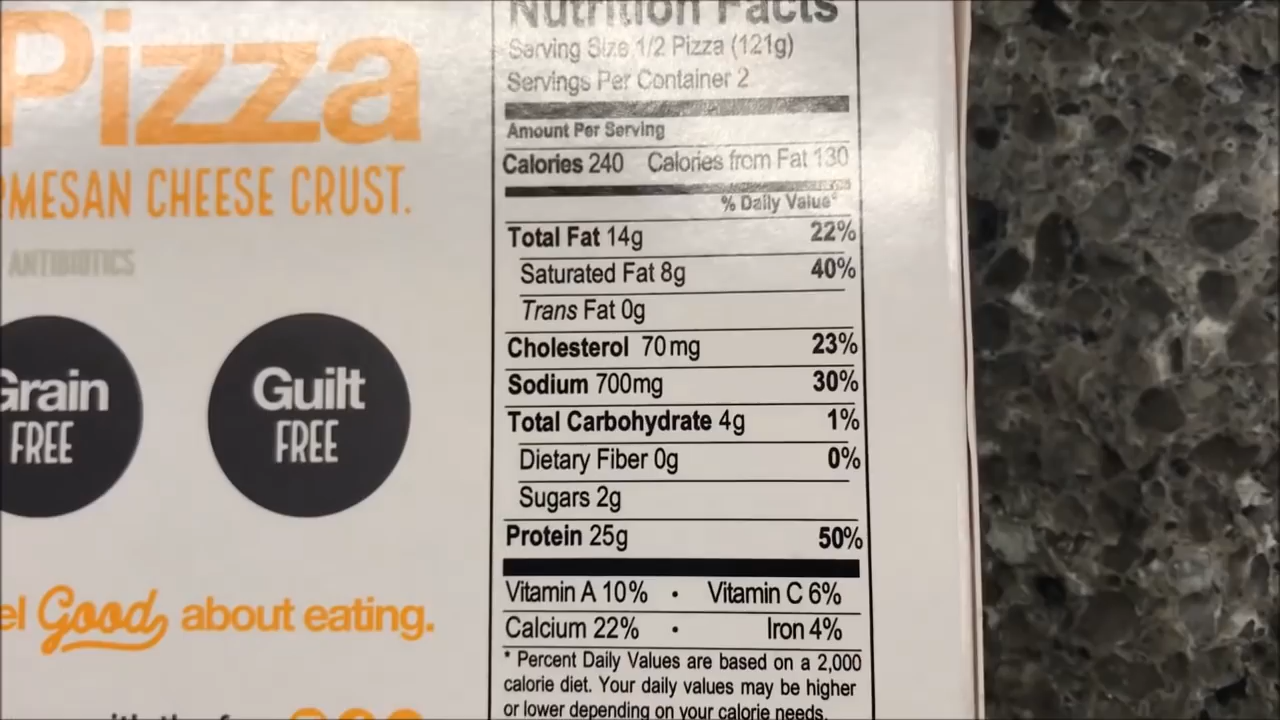 Pizza
MESAN CHEESE CRUST.
ANTIBIOTICS
Grain
FREE
Guilt
FREE
Good about eating.
Nutrition Facts
Serving Size 1/2 Pizza (121g)
Servings Per Container 2
Amount Per Serving
Calories 240 Calories from Fat 130
% Daily Value*
Total Fat 14g 22%
Saturated Fat 8g 40%
Trans Fat 0g
Cholesterol 70mg 23%
Sodium 700mg 30%
Total Carbohydrate 4g 1%
Dietary Fiber 0g 0%
Sugars 2g
Protein 25g 50%
Vitamin A 10% • Vitamin C 6%
Calcium 22% • Iron 4%
* Percent Daily Values are based on a 2,000
calorie diet. Your daily values may be higher
or lower depending on your calorie needs.